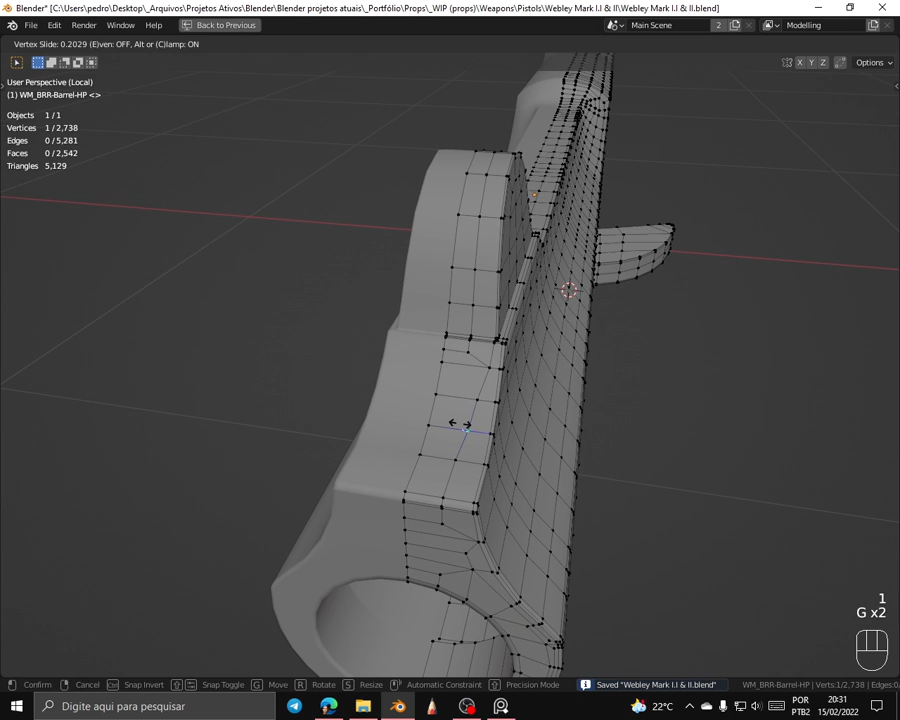 Blender* [C:\Users\pedro\Desktop\_Arquivos\Projetos Ativos\Blender\Blender projetos atuais\_Portfólio\Props\_WIP (props)\Weapons\Pistols\Webley Mark I.I & II\Webley Mark I.I & II.blend]
File Edit Render Window Help Back to Previous Main Scene 2 Modelling
Vertex Slide: 0.2029 (E)ven: OFF, Alt or (C)lamp: ON
X Y Z Options
User Perspective (Local)
(1) WM_BRR-Barrel-HP <>
Objects 1 / 1
Vertices 1 / 2,738
Edges 0 / 5,281
Faces 0 / 2,542
Triangles 5,129
1
G x2
Confirm Cancel Snap Invert Snap Toggle G Move R Rotate S Resize Automatic Constraint Precision Mode Saved "Webley Mark I.I & II.blend" WM_BRR-Barrel-HP | Verts:1/2,738 | Edges:0
Digite aqui para pesquisar 22°C POR PTB2 20:31 15/02/2022